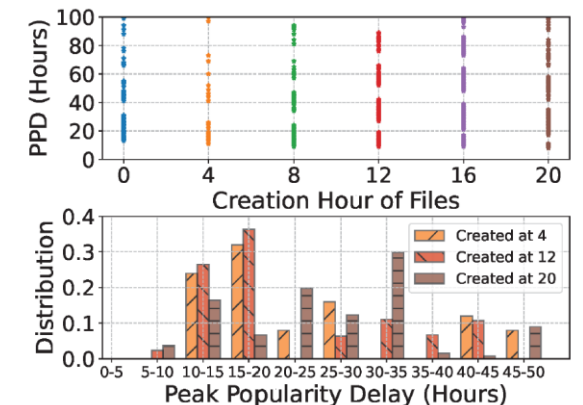 PPD (Hours)
100
80
60
40
20
0
0 4 8 12 16 20
Creation Hour of Files
Distribution
0.4
0.3
0.2
0.1
0.0
Created at 4
Created at 12
Created at 20
0-5 5-10 10-15 15-20 20-25 25-30 30-35 35-40 40-45 45-50
Peak Popularity Delay (Hours)